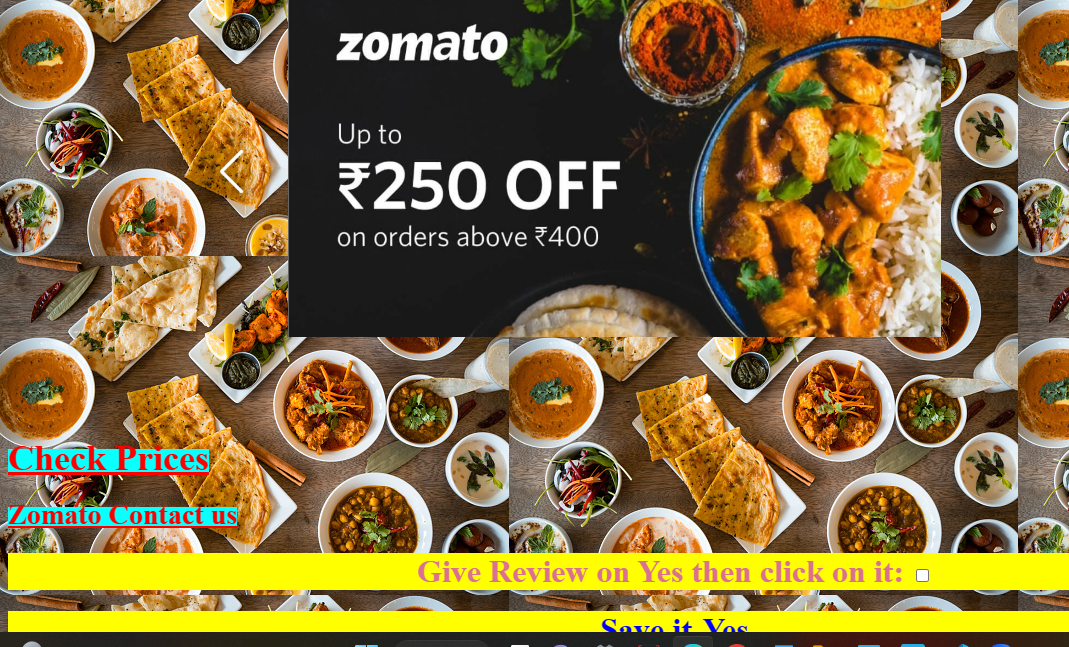 zomato
Up to
₹250 OFF
on orders above ₹400
Check Prices
Zomato Contact us
Give Review on Yes then click on it:
Save it-Yes